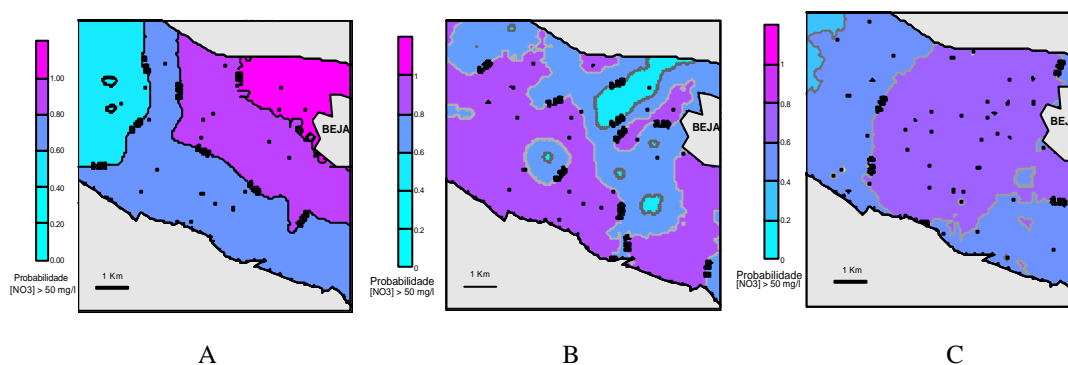 1.00
0.80
0.60
0.40
0.20
0.00
Probabilidade
[NO3] > 50 mg/l
1 Km
BEJA
A
1
0.8
0.6
0.4
0.2
0
Probabilidade
[NO3] > 50 mg/l
1 Km
BEJA
B
1
0.8
0.6
0.4
0.2
0
Probabilidade
[NO3] > 50 mg/l
1 Km
BEJA
C